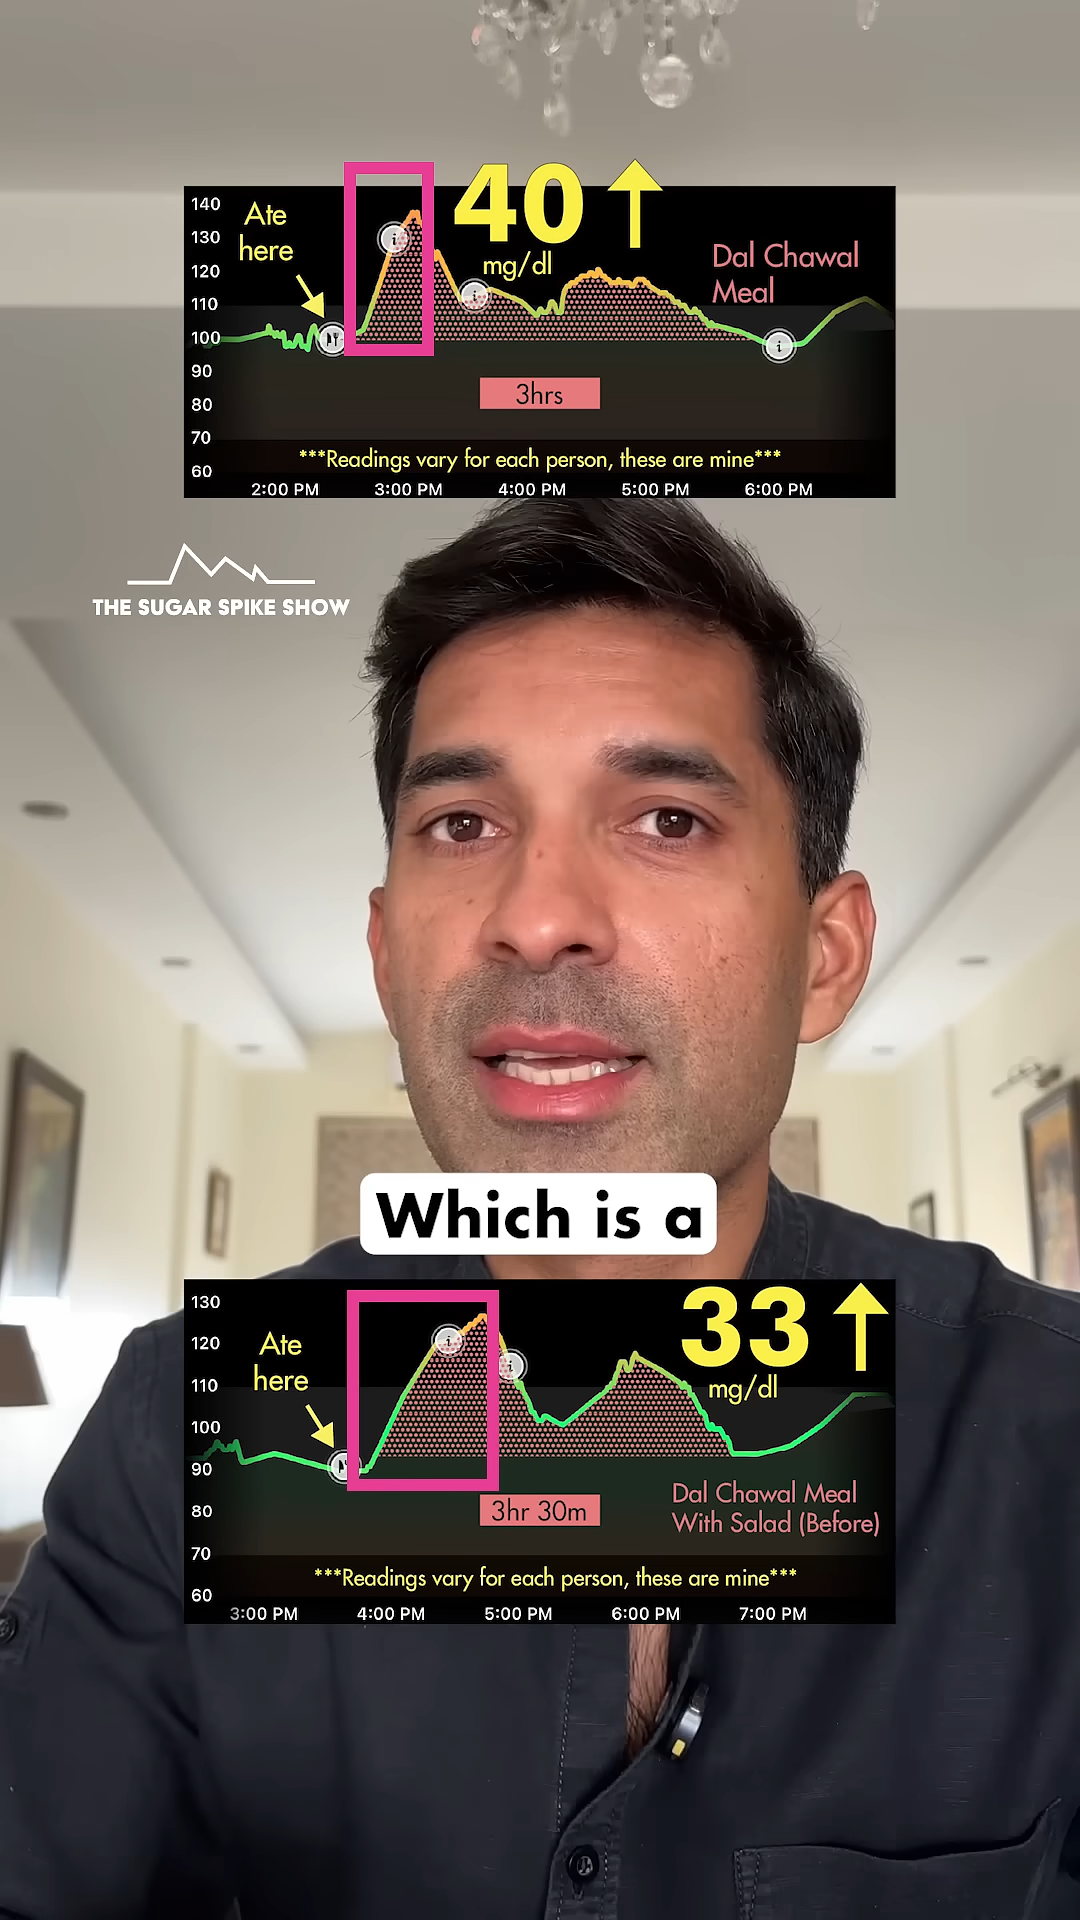 40
mg/dl
140
130
120
110
100
90
80
70
60
Ate
here
Dal Chawal
Meal
3hrs
***Readings vary for each person, these are mine***
2:00 PM 3:00 PM 4:00 PM 5:00 PM 6:00 PM
THE SUGAR SPIKE SHOW
Which is a
130
120
110
100
90
80
70
60
Ate
here
33
mg/dl
3hr 30m
Dal Chawal Meal
With Salad (Before)
***Readings vary for each person, these are mine***
3:00 PM 4:00 PM 5:00 PM 6:00 PM 7:00 PM